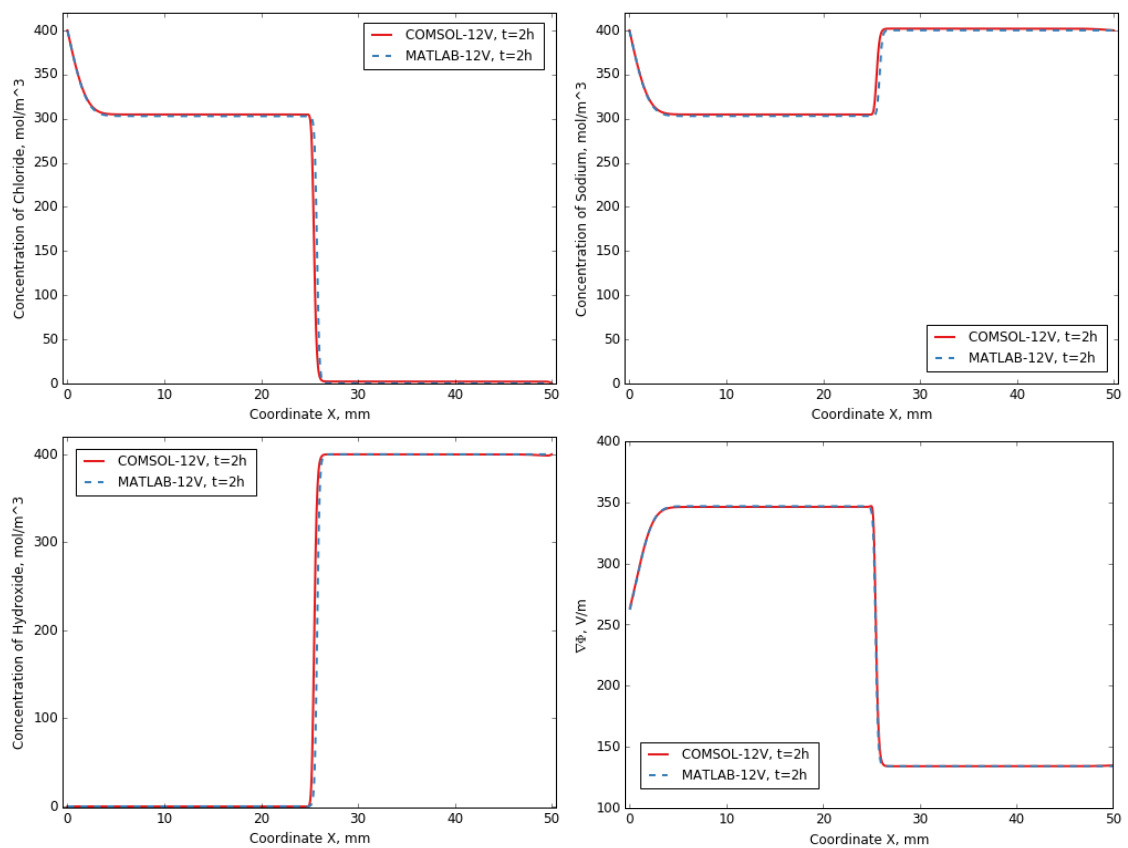 Concentration of Chloride, mol/m^3
400
350
300
250
200
150
100
50
0
COMSOL-12V, t=2h
MATLAB-12V, t=2h
0 10 20 30 40 50
Coordinate X, mm
Concentration of Sodium, mol/m^3
400
350
300
250
200
150
100
50
0
COMSOL-12V, t=2h
MATLAB-12V, t=2h
0 10 20 30 40 50
Coordinate X, mm
Concentration of Hydroxide, mol/m^3
400
300
200
100
0
COMSOL-12V, t=2h
MATLAB-12V, t=2h
0 10 20 30 40 50
Coordinate X, mm
∇Φ, V/m
400
350
300
250
200
150
100
COMSOL-12V, t=2h
MATLAB-12V, t=2h
0 10 20 30 40 50
Coordinate X, mm